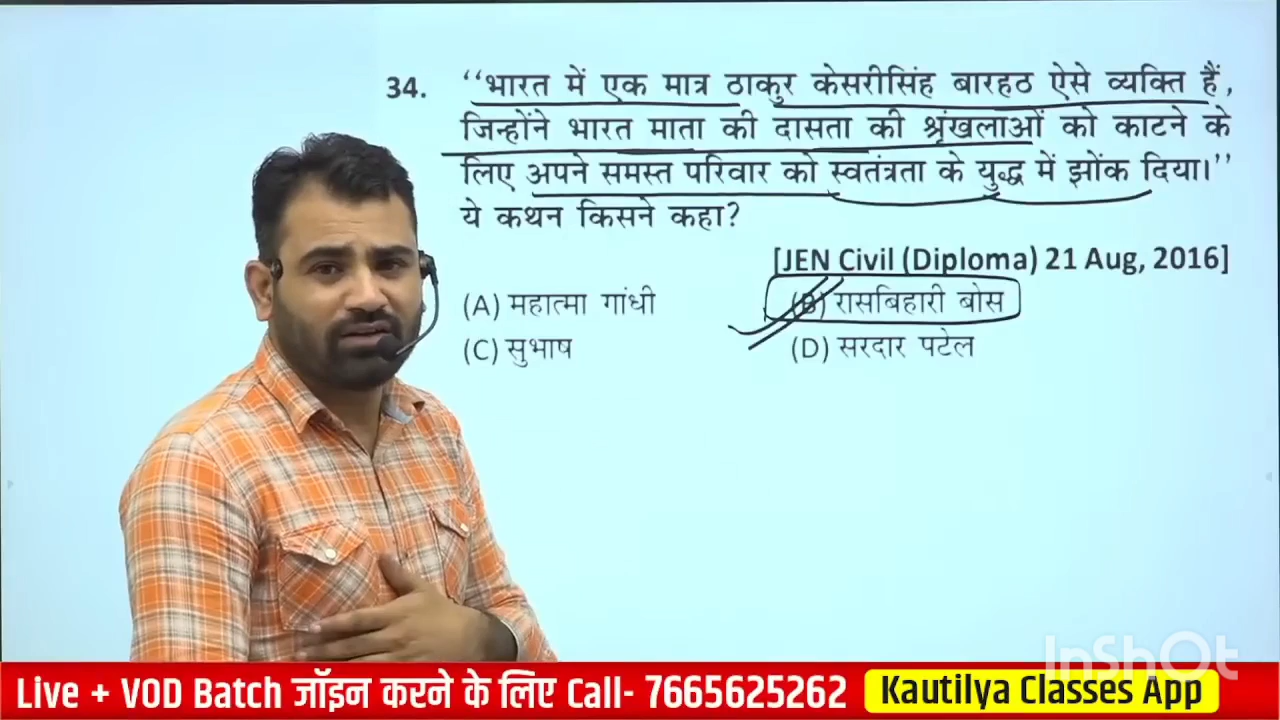 34. ‘‘भारत में एक मात्र ठाकुर केसरीसिंह बारहठ ऐसे व्यक्ति हैं,
जिन्होंने भारत माता की दासता की श्रृंखलाओं को काटने के
लिए अपने समस्त परिवार को स्वतंत्रता के युद्ध में झोंक दिया।’’
ये कथन किसने कहा?
[JEN Civil (Diploma) 21 Aug, 2016]
(A) महात्मा गांधी (B) रासबिहारी बोस
(C) सुभाष (D) सरदार पटेल
InShOt
Live + VOD Batch जॉइन करने के लिए Call- 7665625262 Kautilya Classes App